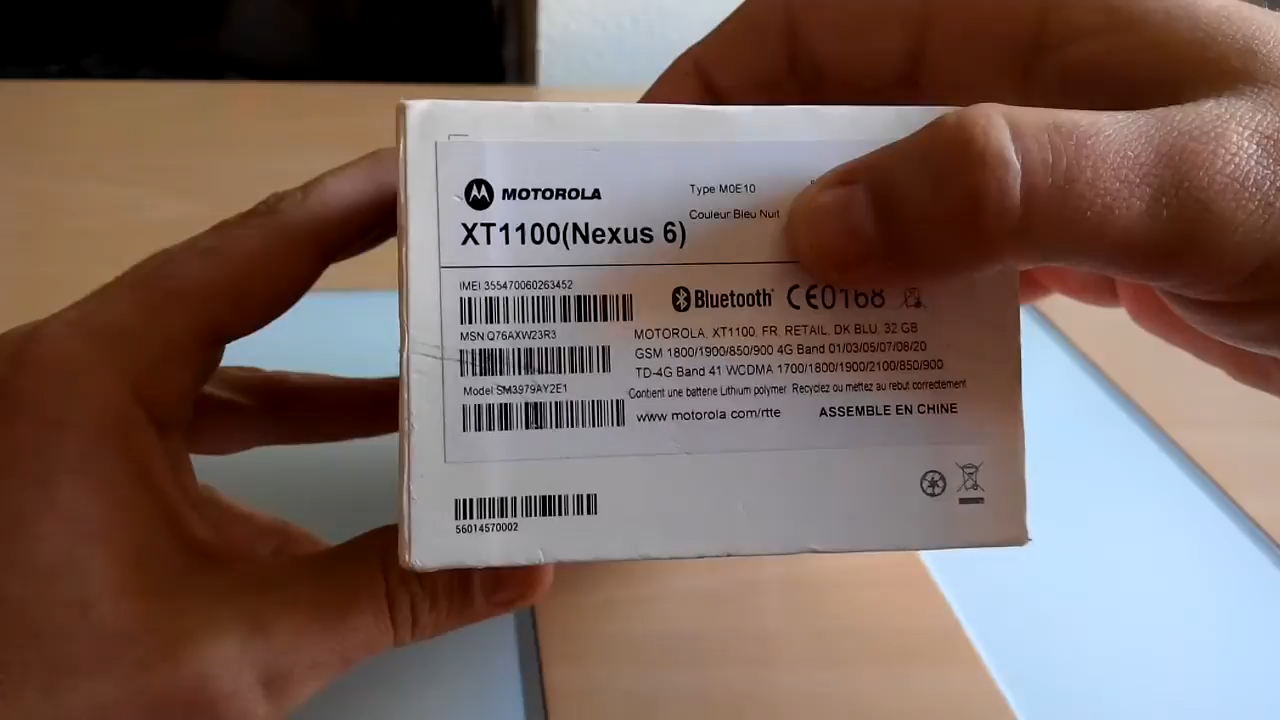 MOTOROLA
Type M0E10
Couleur Bleu Nuit
XT1100(Nexus 6)
IMEI 355470060263452
Bluetooth
CE0168
MSN Q76AXW23R3
MOTOROLA, XT1100, FR, RETAIL, DK BLU, 32 GB
GSM 1800/1900/850/900 4G Band 01/03/05/07/08/20
TD-4G Band 41 WCDMA 1700/1800/1900/2100/850/900
Model SM3979AY2E1
Contient une batterie Lithium polymer Recyclez ou mettez au rebut correctement
www motorola com/rtte
ASSEMBLE EN CHINE
56014570002